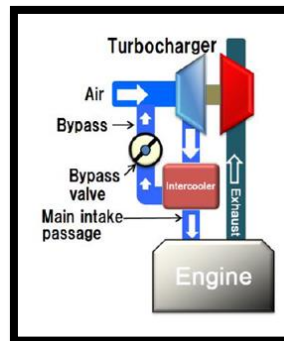 Turbocharger
Air
Bypass
Bypass
valve
Intercooler
Main intake
passage
Exhaust
Engine